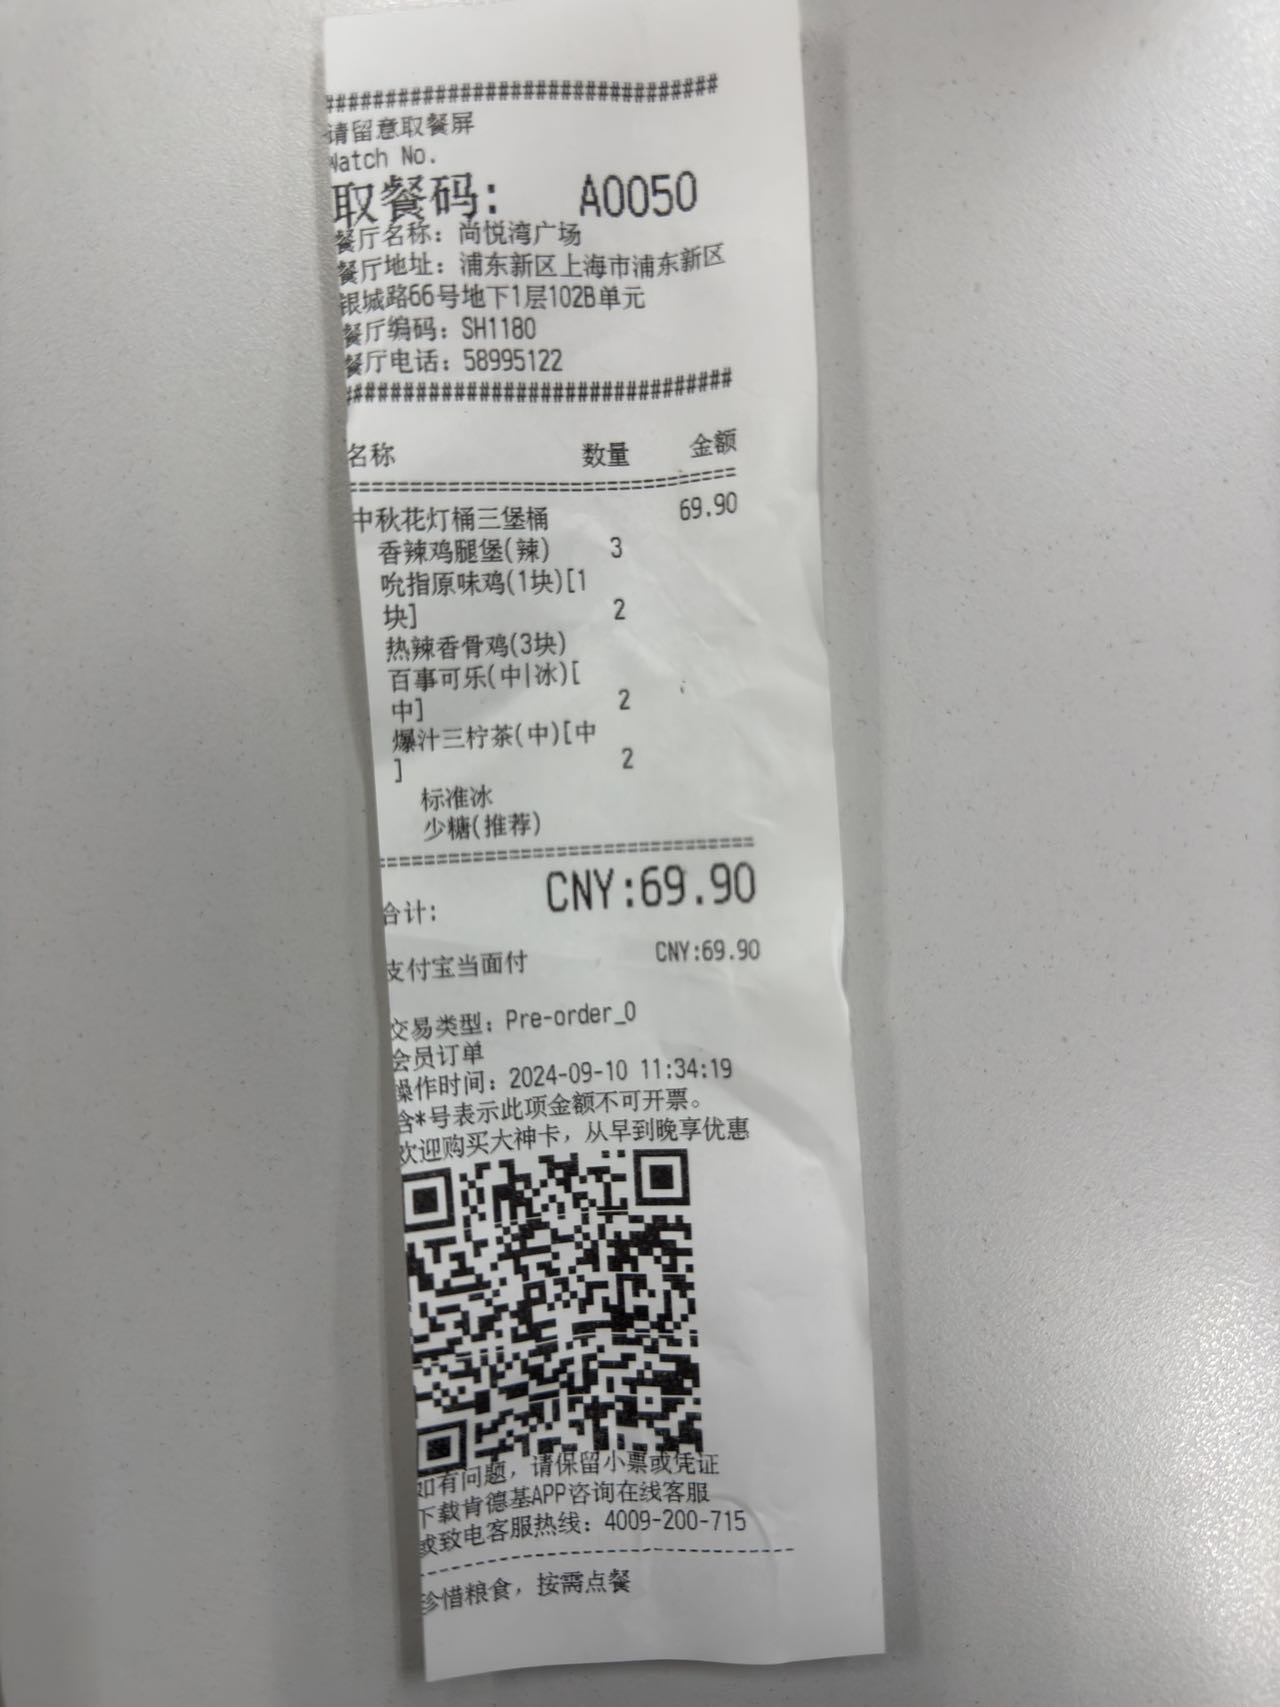 #################################
请留意取餐屏
Watch No.
取餐码: A0050
餐厅名称: 尚悦湾广场
餐厅地址: 浦东新区上海市浦东新区
银城路66号地下1层102B单元
餐厅编码: SH1180
餐厅电话: 58995122
#################################
名称 数量 金额
=================================
中秋花灯桶三堡桶 69.90
香辣鸡腿堡(辣) 3
吮指原味鸡(1块)[1
块] 2
热辣香骨鸡(3块)
百事可乐(中|冰)[
中] 2
爆汁三柠茶(中)[中
] 2
标准冰
少糖(推荐)
=================================
合计: CNY:69.90
支付宝当面付 CNY:69.90
交易类型: Pre-order_0
会员订单
操作时间: 2024-09-10 11:34:19
含*号表示此项金额不可开票。
欢迎购买大神卡，从早到晚享优惠
如有问题，请保留小票或凭证
下载肯德基APP咨询在线客服
或致电客服热线: 4009-200-715
---------------------------------
珍惜粮食，按需点餐